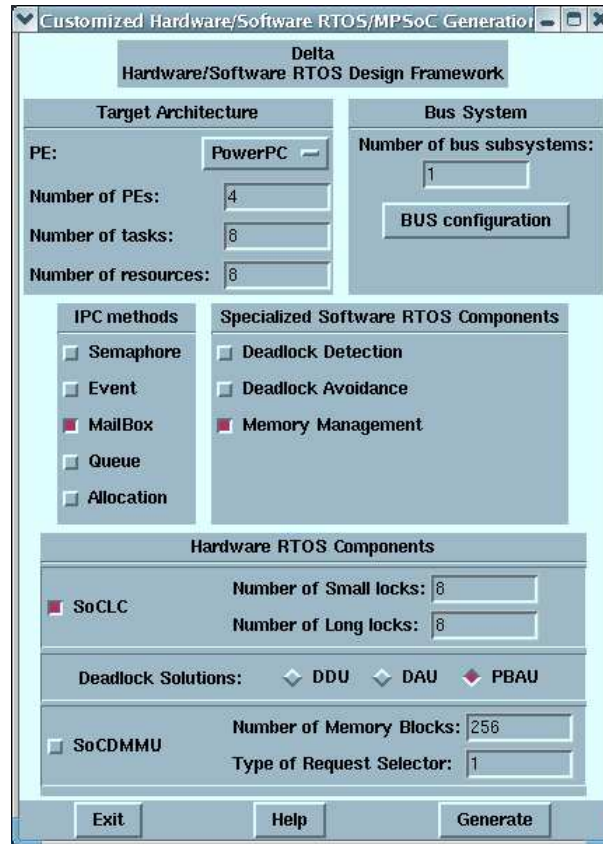 Customized Hardware/Software RTOS/MPSoC Generation
Delta
Hardware/Software RTOS Design Framework
Target Architecture
PE: PowerPC
Number of PEs: 4
Number of tasks: 8
Number of resources: 8
Bus System
Number of bus subsystems:
1
BUS configuration
IPC methods
Semaphore
Event
MailBox
Queue
Allocation
Specialized Software RTOS Components
Deadlock Detection
Deadlock Avoidance
Memory Management
Hardware RTOS Components
SoCLC
Number of Small locks: 8
Number of Long locks: 8
Deadlock Solutions: DDU DAU PBAU
SoCDMMU
Number of Memory Blocks: 256
Type of Request Selector: 1
Exit Help Generate